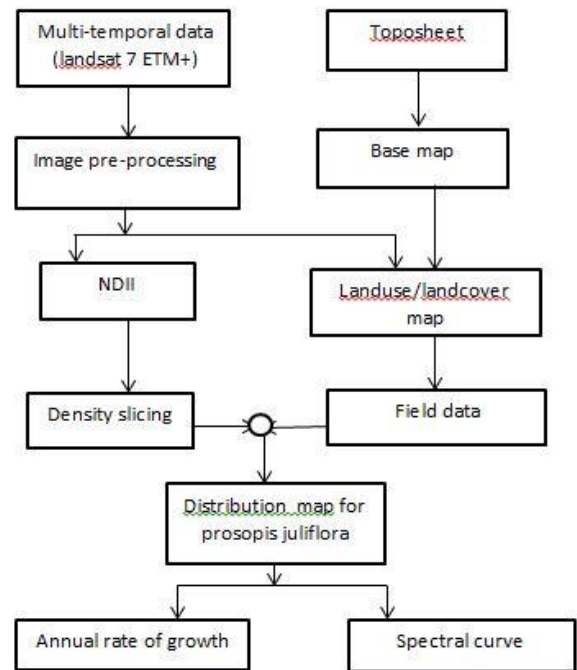 Multi-temporal data
(landsat 7 ETM+)
Toposheet
Image pre-processing
Base map
NDII
Landuse/landcover
map
Density slicing
Field data
Distribution map for
prosopis juliflora
Annual rate of growth
Spectral curve